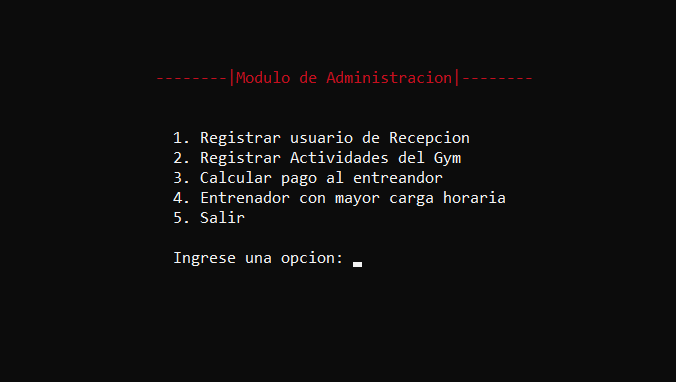 --------|Modulo de Administracion|--------
1. Registrar usuario de Recepcion
2. Registrar Actividades del Gym
3. Calcular pago al entreandor
4. Entrenador con mayor carga horaria
5. Salir
Ingrese una opcion: _